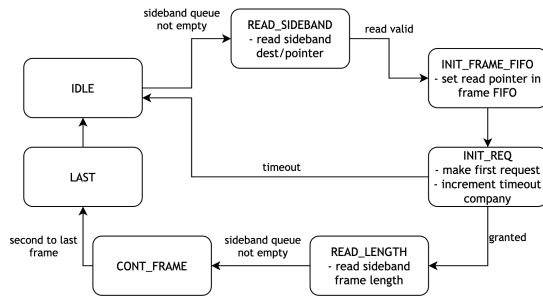 sideband queue
not empty
READ_SIDEBAND
- read sideband
dest/pointer
read valid
IDLE
INIT_FRAME_FIFO
- set read pointer in
frame FIFO
INIT_REQ
- make first request
- increment timeout
company
timeout
LAST
granted
second to last
frame
CONT_FRAME
sideband queue
not empty
READ_LENGTH
- read sideband
frame length